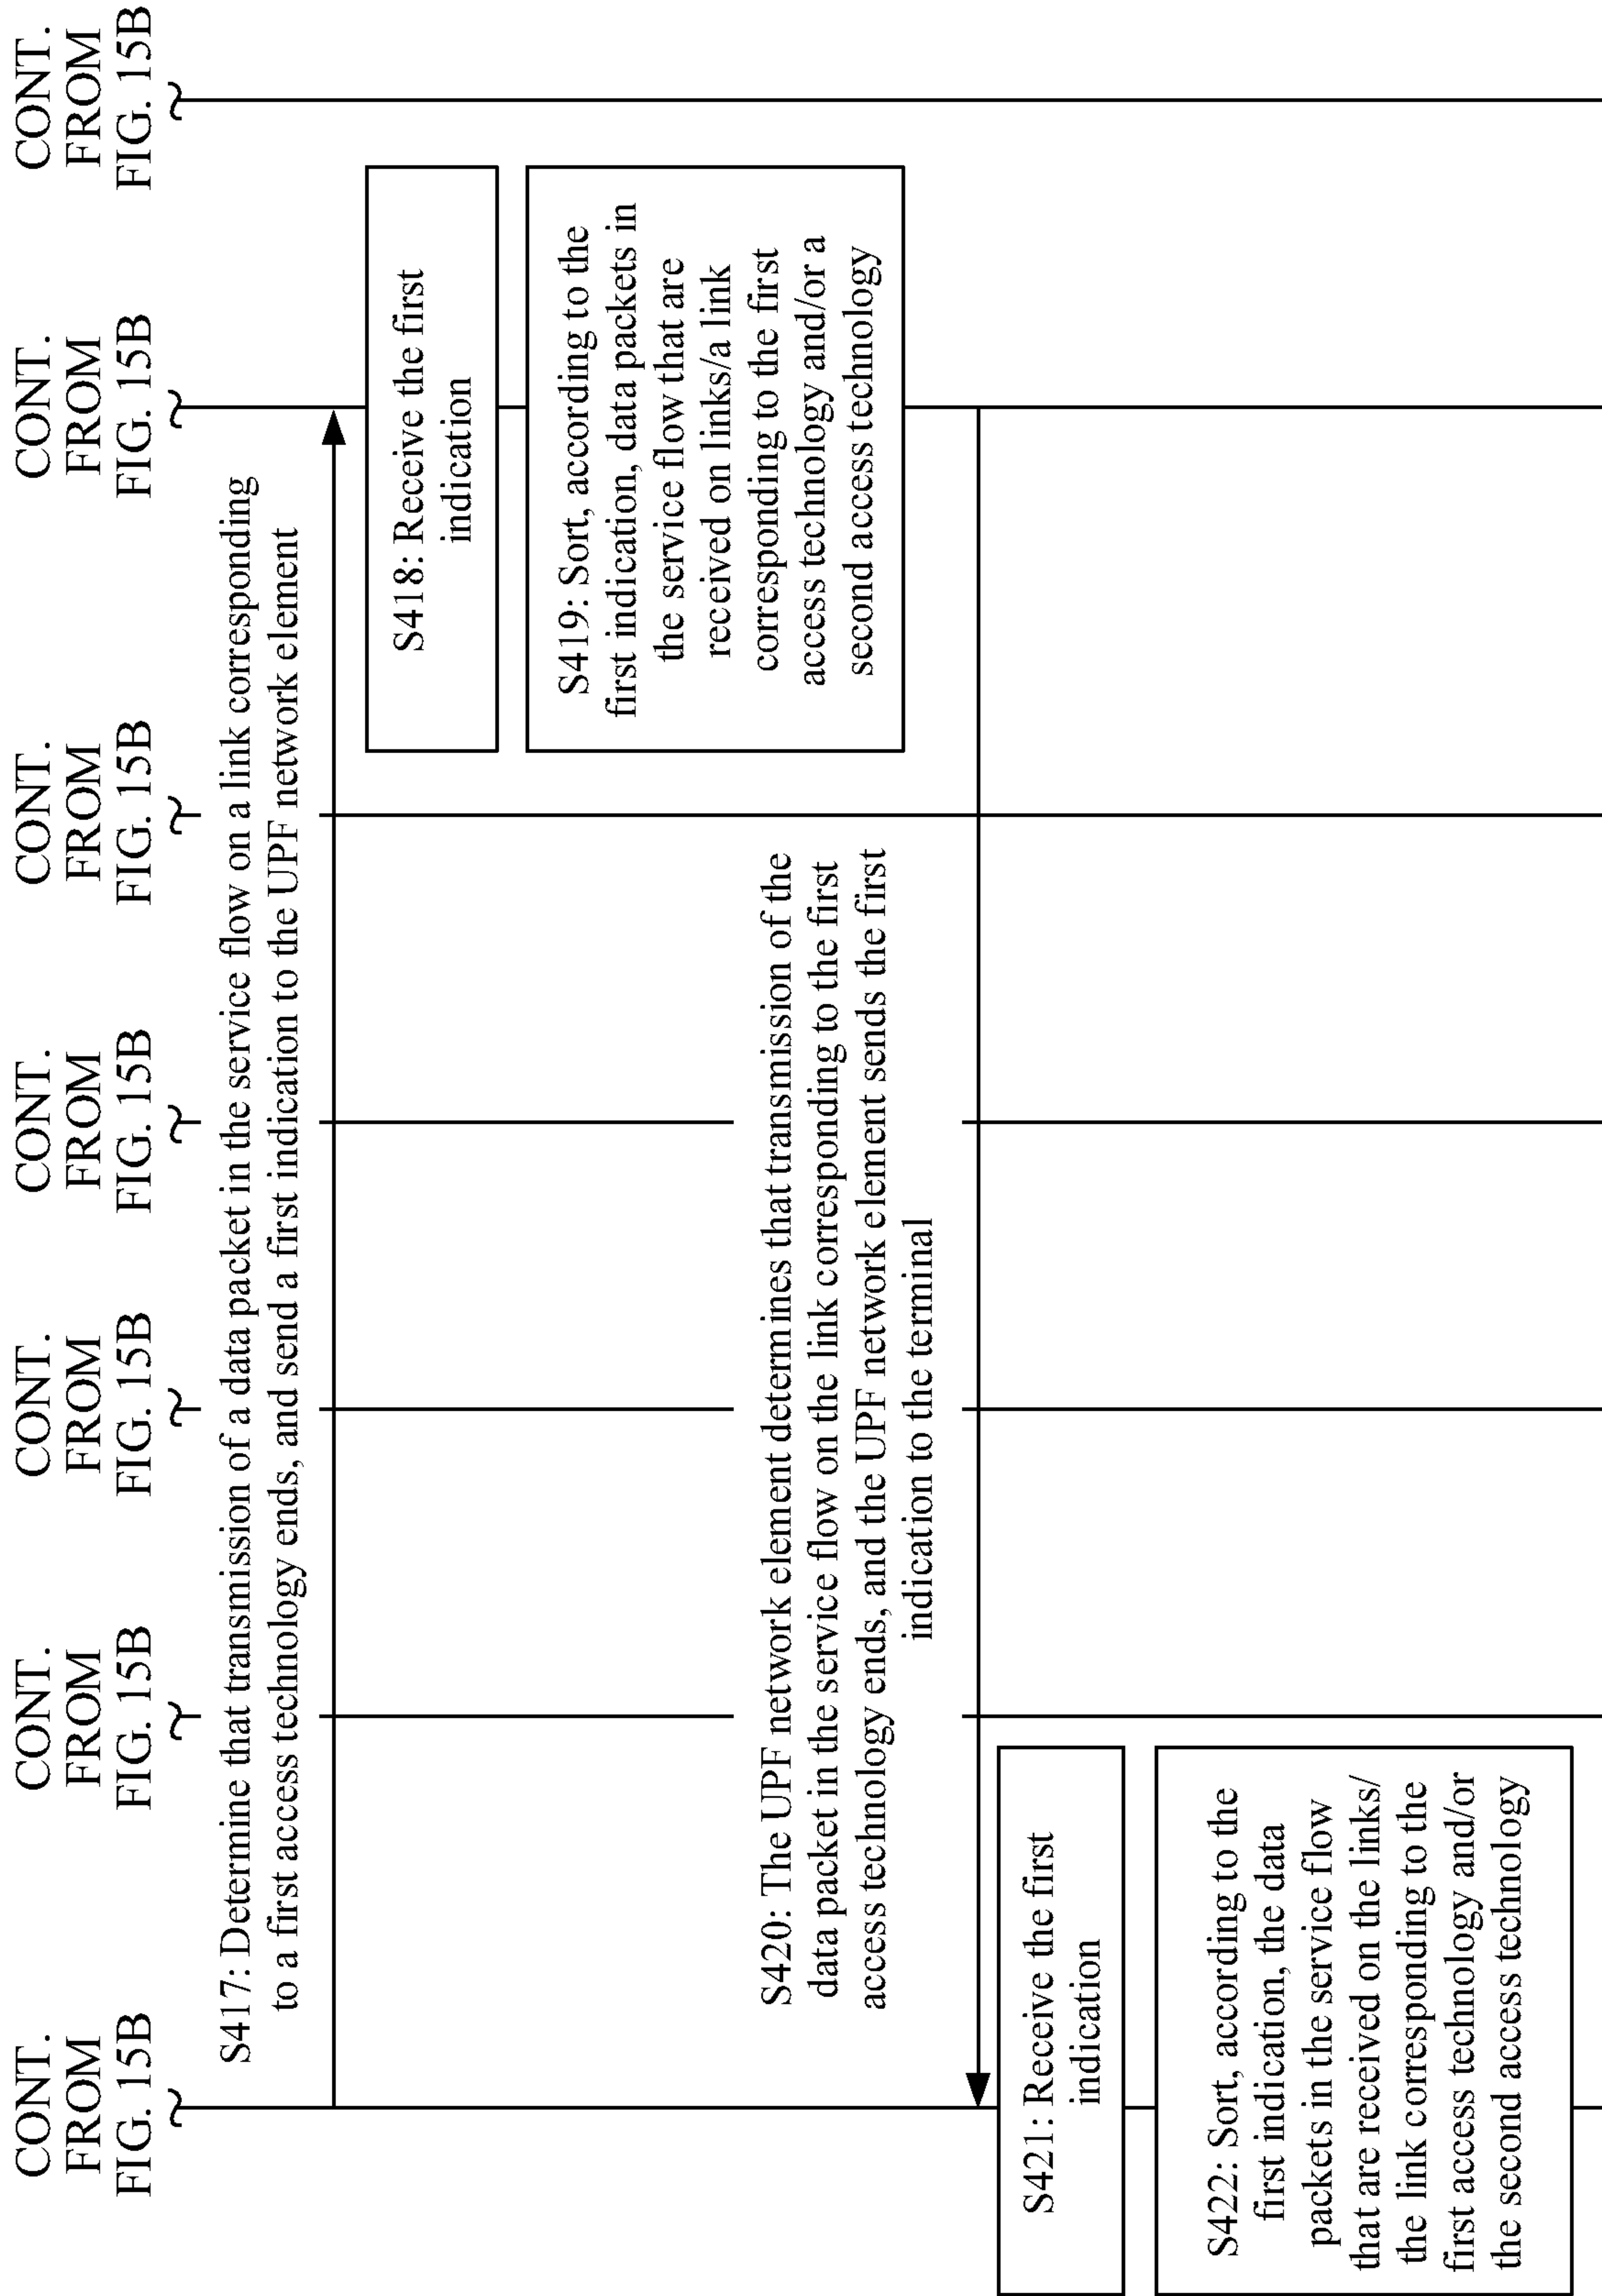 CONT.
FROM
FIG. 15B
CONT.
FROM
FIG. 15B
CONT.
FROM
FIG. 15B
CONT.
FROM
FIG. 15B
CONT.
FROM
FIG. 15B
CONT.
FROM
FIG. 15B
CONT.
FROM
FIG. 15B
S417: Determine that transmission of a data packet in the service flow on a link corresponding
to a first access technology ends, and send a first indication to the UPF network element
S418: Receive the first
indication
S419: Sort, according to the
first indication, data packets in
the service flow that are
received on links/a link
corresponding to the first
access technology and/or a
second access technology
S420: The UPF network element determines that transmission of the
data packet in the service flow on the link corresponding to the first
access technology ends, and the UPF network element sends the first
indication to the terminal
S421: Receive the first
indication
S422: Sort, according to the
first indication, the data
packets in the service flow
that are received on the links/
the link corresponding to the
first access technology and/or
the second access technology